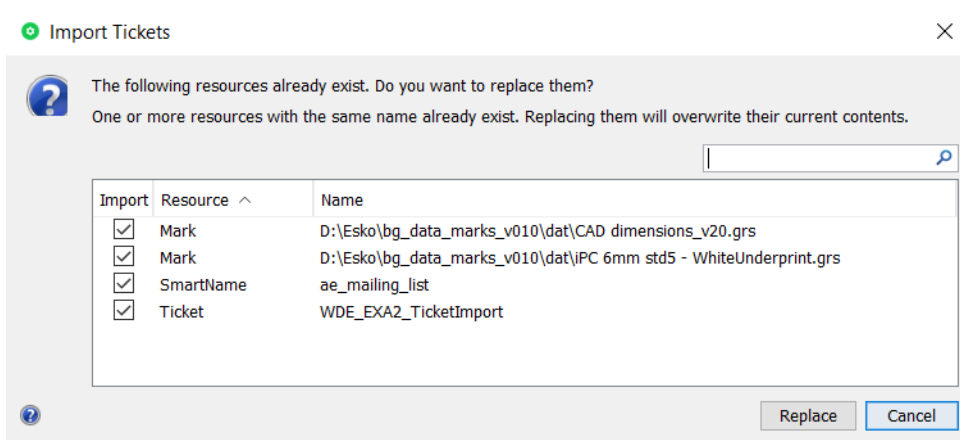 Import Tickets
The following resources already exist. Do you want to replace them?
One or more resources with the same name already exist. Replacing them will overwrite their current contents.
Import Resource Name
Mark D:\Esko\bg_data_marks_v010\dat\CAD dimensions_v20.grs
Mark D:\Esko\bg_data_marks_v010\dat\iPC 6mm std5 - WhiteUnderprint.grs
SmartName ae_mailing_list
Ticket WDE_EXA2_TicketImport
Replace Cancel